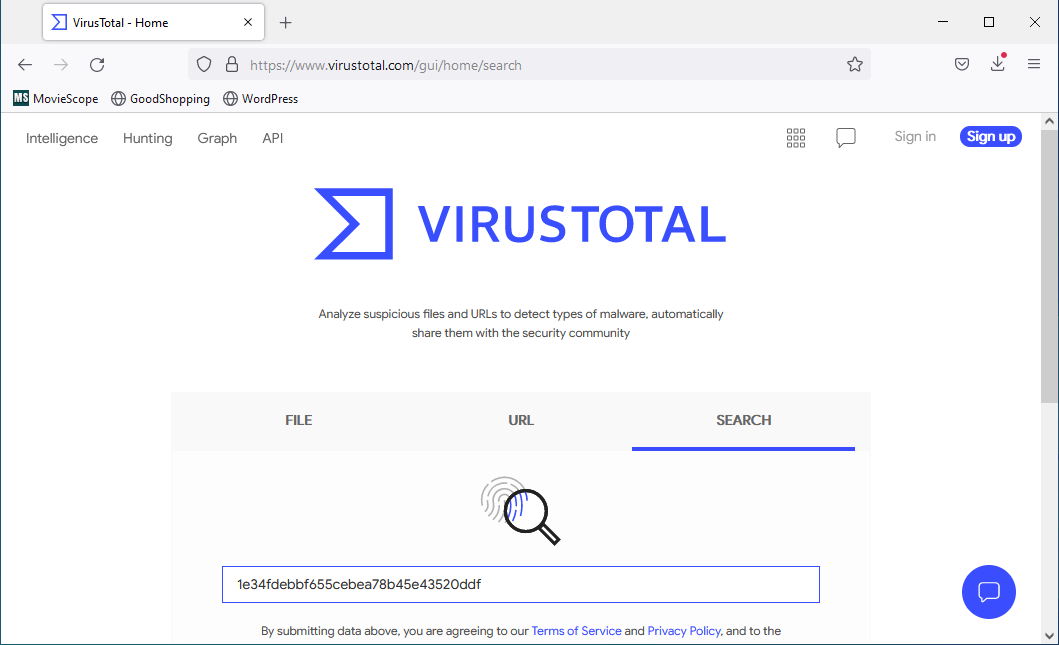 VirusTotal - Home
https://www.virustotal.com/gui/home/search
MS MovieScope GoodShopping WordPress
Intelligence Hunting Graph API Sign in Sign up
VIRUSTOTAL
Analyze suspicious files and URLs to detect types of malware, automatically
share them with the security community
FILE URL SEARCH
1e34fdebbf655cebea78b45e43520ddf
By submitting data above, you are agreeing to our Terms of Service and Privacy Policy, and to the